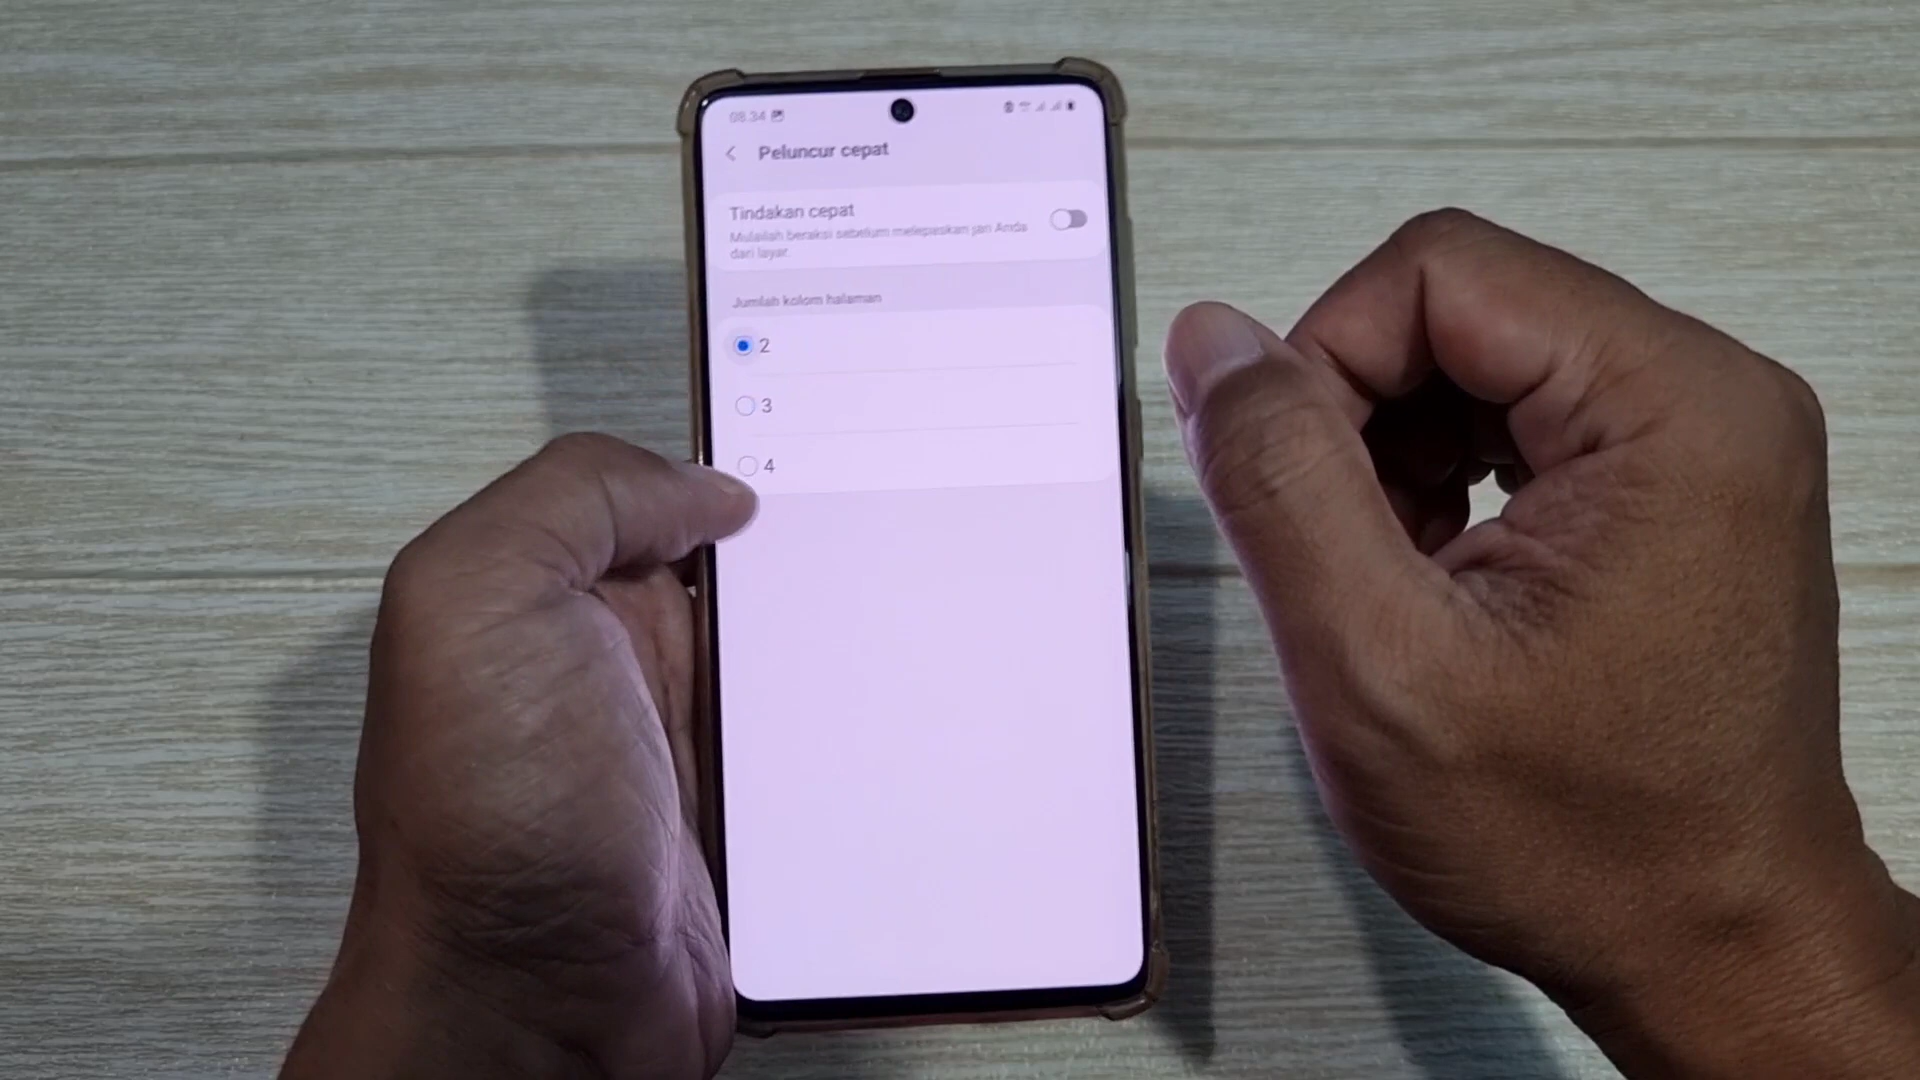 08.34
Peluncur cepat
Tindakan cepat
Mulailah beraksi sebelum melepaskan jari Anda
dari layar.
Jumlah kolom halaman
2
3
4